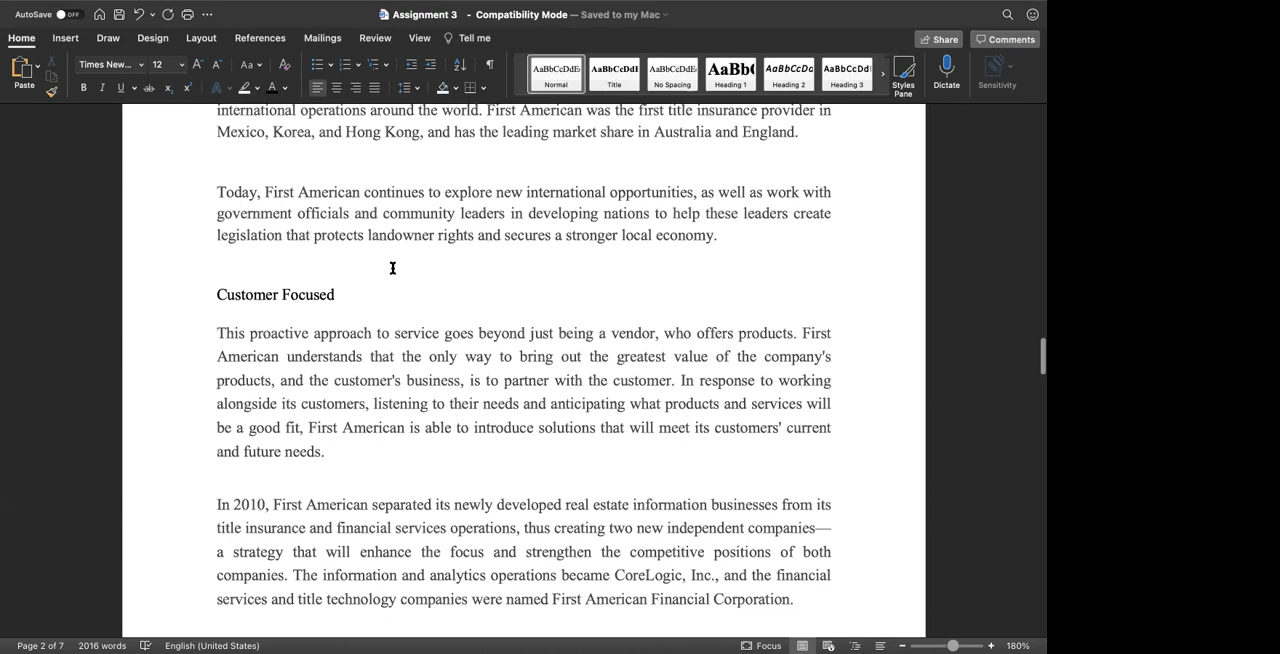 AutoSave OFF
Assignment 3 - Compatibility Mode — Saved to my Mac
Home Insert Draw Design Layout References Mailings Review View Tell me
Share Comments
Paste
Times New... 12
Aa
AaBbCcDdEe AaBbCcDdI AaBbCcDdEe AaBb( AaBbCcDc AaBbCcDd
Normal Title No Spacing Heading 1 Heading 2 Heading 3
Styles Pane
Dictate
Sensitivity
international operations around the world. First American was the first title insurance provider in
Mexico, Korea, and Hong Kong, and has the leading market share in Australia and England.
Today, First American continues to explore new international opportunities, as well as work with
government officials and community leaders in developing nations to help these leaders create
legislation that protects landowner rights and secures a stronger local economy.
Customer Focused
This proactive approach to service goes beyond just being a vendor, who offers products. First
American understands that the only way to bring out the greatest value of the company's
products, and the customer's business, is to partner with the customer. In response to working
alongside its customers, listening to their needs and anticipating what products and services will
be a good fit, First American is able to introduce solutions that will meet its customers' current
and future needs.
In 2010, First American separated its newly developed real estate information businesses from its
title insurance and financial services operations, thus creating two new independent companies—
a strategy that will enhance the focus and strengthen the competitive positions of both
companies. The information and analytics operations became CoreLogic, Inc., and the financial
services and title technology companies were named First American Financial Corporation.
Page 2 of 7 2016 words English (United States) Focus 180%